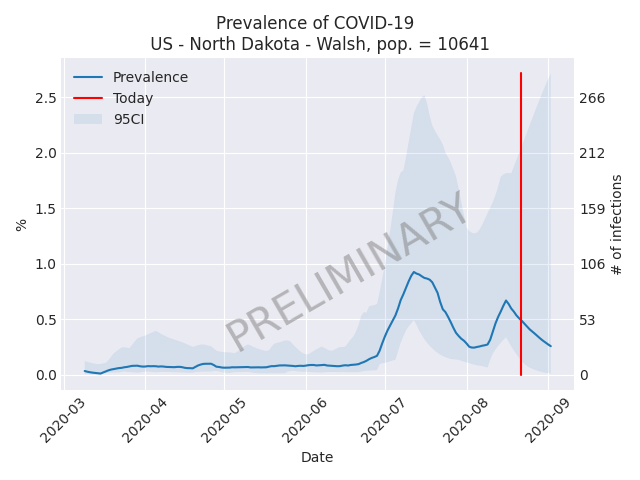 Prevalence of COVID-19
US - North Dakota - Walsh, pop. = 10641
Prevalence
Today
95CI
PRELIMINARY
%
2.5
2.0
1.5
1.0
0.5
0.0
266
212
159
106
53
0
# of infections
2020-03
2020-04
2020-05
2020-06
2020-07
2020-08
2020-09
Date